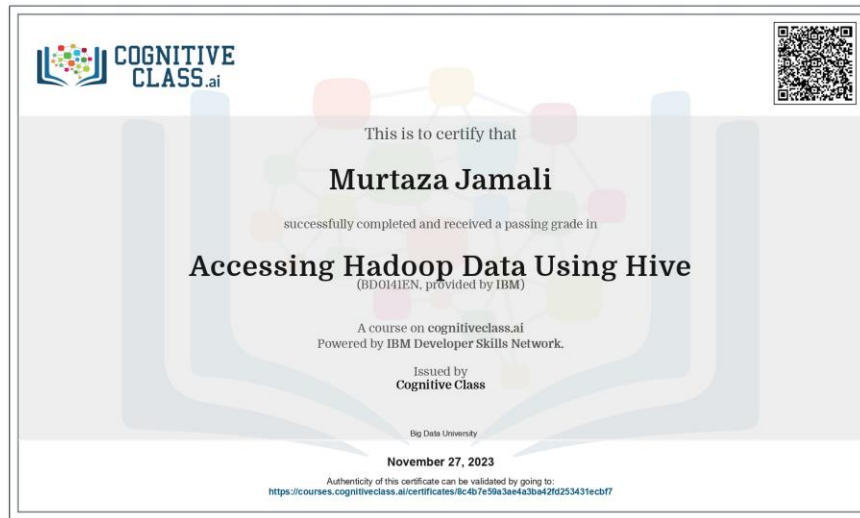 COGNITIVE
CLASS.ai
This is to certify that
Murtaza Jamali
successfully completed and received a passing grade in
Accessing Hadoop Data Using Hive
(BD0141EN, provided by IBM)
A course on cognitiveclass.ai
Powered by IBM Developer Skills Network.
Issued by
Cognitive Class
Big Data University
November 27, 2023
Authenticity of this certificate can be validated by going to:
https://courses.cognitiveclass.ai/certificates/8c4b7e59a3ae4a3ba42fd253431ecbf7